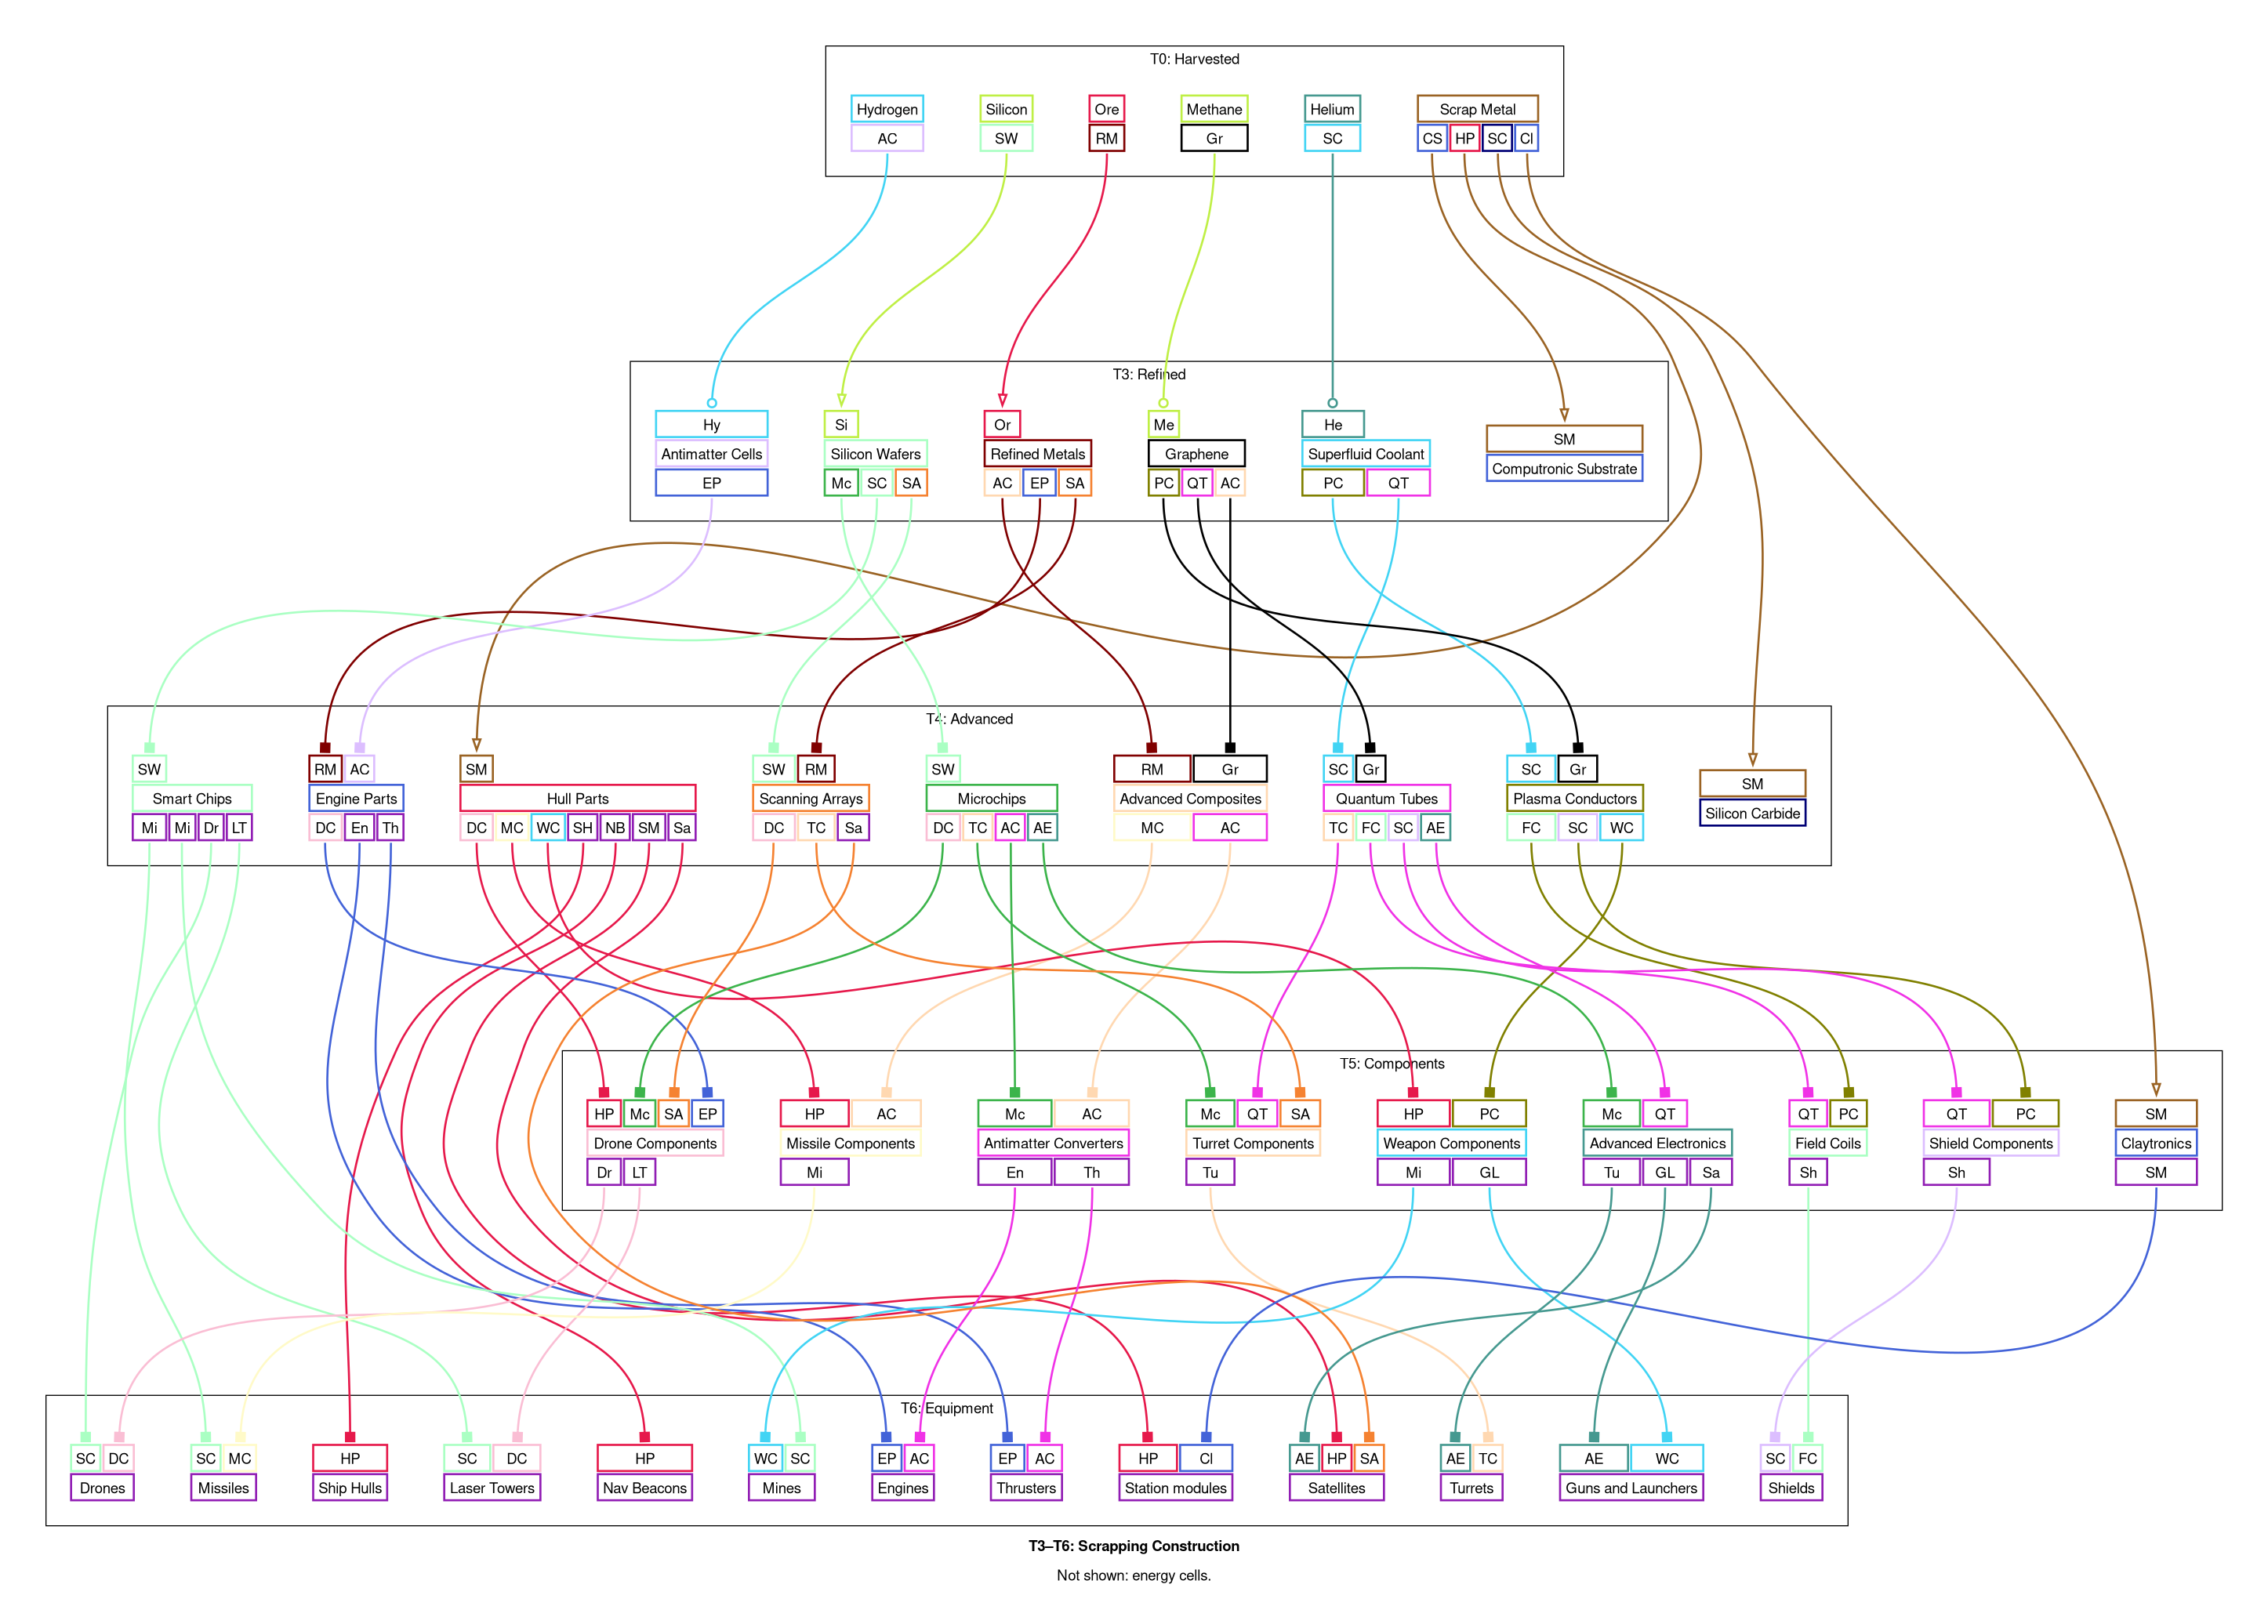 T0: Harvested
Hydrogen Silicon Ore Methane Helium Scrap Metal
AC SW RM Gr SC CS HP SC Cl
T3: Refined
Hy Si Or Me He SM
Antimatter Cells Silicon Wafers Refined Metals Graphene Superfluid Coolant Computronic Substrate
EP Mc SC SA AC EP SA PC QT AC PC QT
T4: Advanced
SW RM AC SM SW RM SW RM Gr SC Gr SC Gr SM
Smart Chips Engine Parts Hull Parts Scanning Arrays Microchips Advanced Composites Quantum Tubes Plasma Conductors Silicon Carbide
Mi Mi Dr LT DC En Th DC MC WC SH NB SM Sa DC TC Sa DC TC AC AE MC AC TC FC SC AE FC SC WC
T5: Components
HP Mc SA EP HP AC Mc AC Mc QT SA HP PC Mc QT QT PC QT PC SM
Drone Components Missile Components Antimatter Converters Turret Components Weapon Components Advanced Electronics Field Coils Shield Components Claytronics
Dr LT Mi En Th Tu Mi GL Tu GL Sa Sh Sh SM
T6: Equipment
SC DC SC MC HP SC DC HP WC SC EP AC EP AC HP Cl AE HP SA AE TC AE WC SC FC
Drones Missiles Ship Hulls Laser Towers Nav Beacons Mines Engines Thrusters Station modules Satellites Turrets Guns and Launchers Shields
T3–T6: Scrapping Construction
Not shown: energy cells.